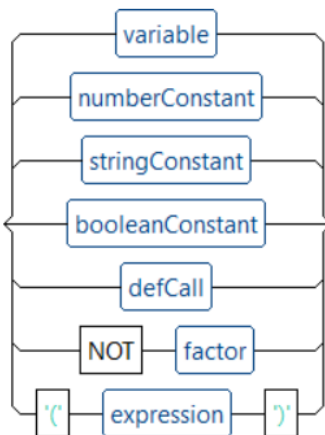 variable
numberConstant
stringConstant
booleanConstant
defCall
NOT factor
'(' expression ')'